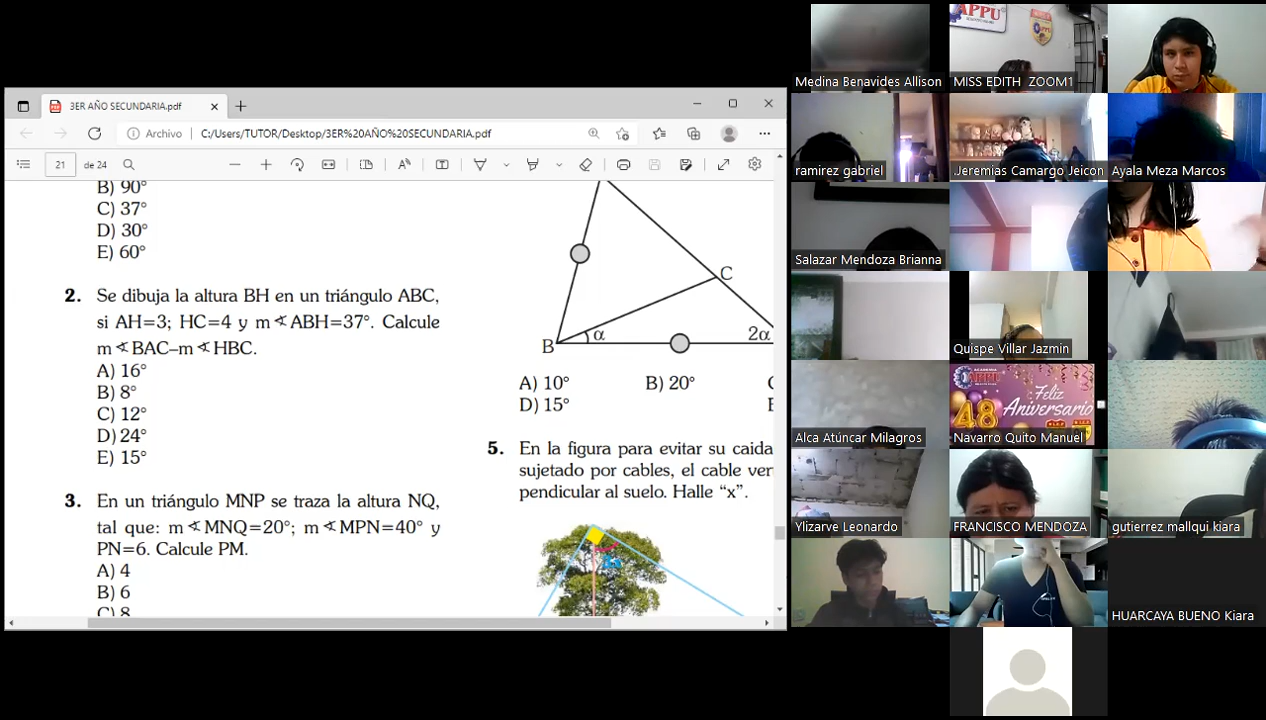 3ER AÑO SECUNDARIA.pdf
Archivo
C:/Users/TUTOR/Desktop/3ER%20AÑO%20SECUNDARIA.pdf
21
de 24
B) 90°
C) 37°
D) 30°
E) 60°
2. Se dibuja la altura BH en un triángulo ABC,
si AH=3; HC=4 y m∢ABH=37°. Calcule
m∢BAC–m∢HBC.
A) 16°
B) 8°
C) 12°
D) 24°
E) 15°
3. En un triángulo MNP se traza la altura NQ,
tal que: m∢MNQ=20°; m∢MPN=40° y
PN=6. Calcule PM.
A) 4
B) 6
C) 8
C
B
α
2α
A) 10°
B) 20°
D) 15°
5. En la figura para evitar su caida
sujetado por cables, el cable ver
pendicular al suelo. Halle “x”.
Medina Benavides Allison
APPU
MISS EDITH ZOOM1
ramirez gabriel
.Jeremias Camargo Jeicon
Ayala Meza Marcos
Salazar Mendoza Brianna
Quispe Villar Jazmin
Alca Atúncar Milagros
ACADEMIA
APPU
Feliz
48
Aniversario
Navarro Quito Manuel
Ylizarve Leonardo
FRANCISCO MENDOZA
gutierrez mallqui kiara
HUARCAYA BUENO Kiara